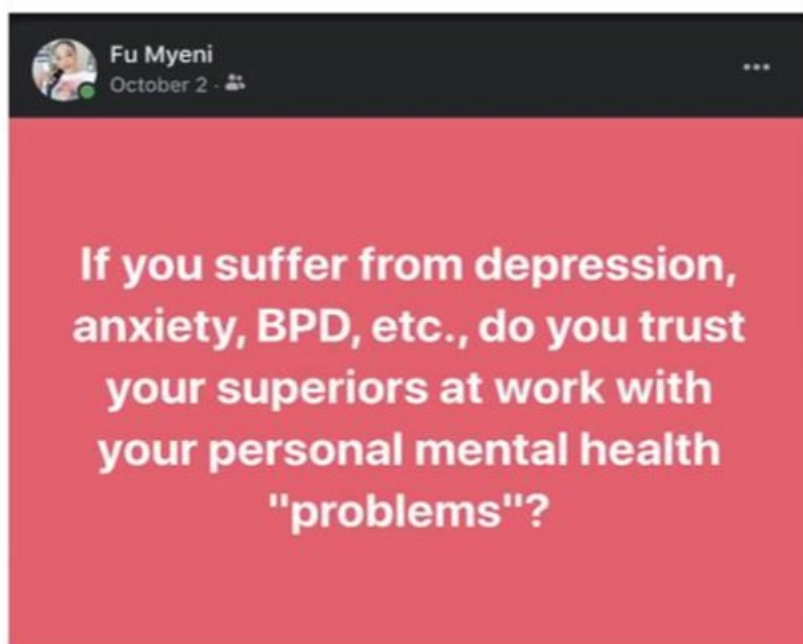 Fu Myeni
October 2 ·
If you suffer from depression,
anxiety, BPD, etc., do you trust
your superiors at work with
your personal mental health
"problems"?